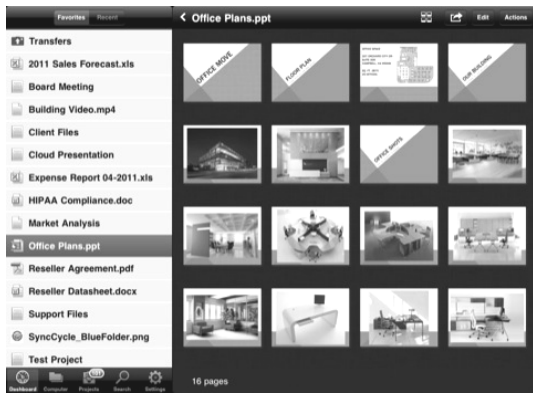 Favorites
Recent
Office Plans.ppt
Edit
Actions
Transfers
2011 Sales Forecast.xls
Board Meeting
Building Video.mp4
Client Files
Cloud Presentation
Expense Report 04-2011.xls
HIPAA Compliance.doc
Market Analysis
Office Plans.ppt
Reseller Agreement.pdf
Reseller Datasheet.docx
Support Files
SyncCycle_BlueFolder.png
Test Project
OFFICE MOVE
FLOOR PLAN
OUR BUILDING
OFFICE SHOTS
16 pages
Dashboard
Computer
Projects
Search
Settings